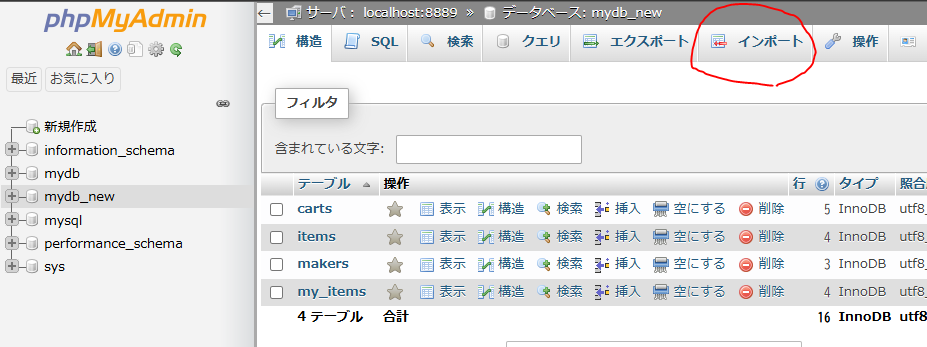 phpMyAdmin
最近 お気に入り
新規作成
information_schema
mydb
mydb_new
mysql
performance_schema
sys
サーバ: localhost:8889 » データベース: mydb_new
構造 SQL 検索 クエリ エクスポート インポート 操作
フィルタ
含まれている文字:
テーブル 操作 行 タイプ 照合
carts 表示 構造 検索 挿入 空にする 削除 5 InnoDB utf8_
items 表示 構造 検索 挿入 空にする 削除 4 InnoDB utf8_
makers 表示 構造 検索 挿入 空にする 削除 3 InnoDB utf8_
my_items 表示 構造 検索 挿入 空にする 削除 4 InnoDB utf8_
4 テーブル 合計 16 InnoDB utf8_